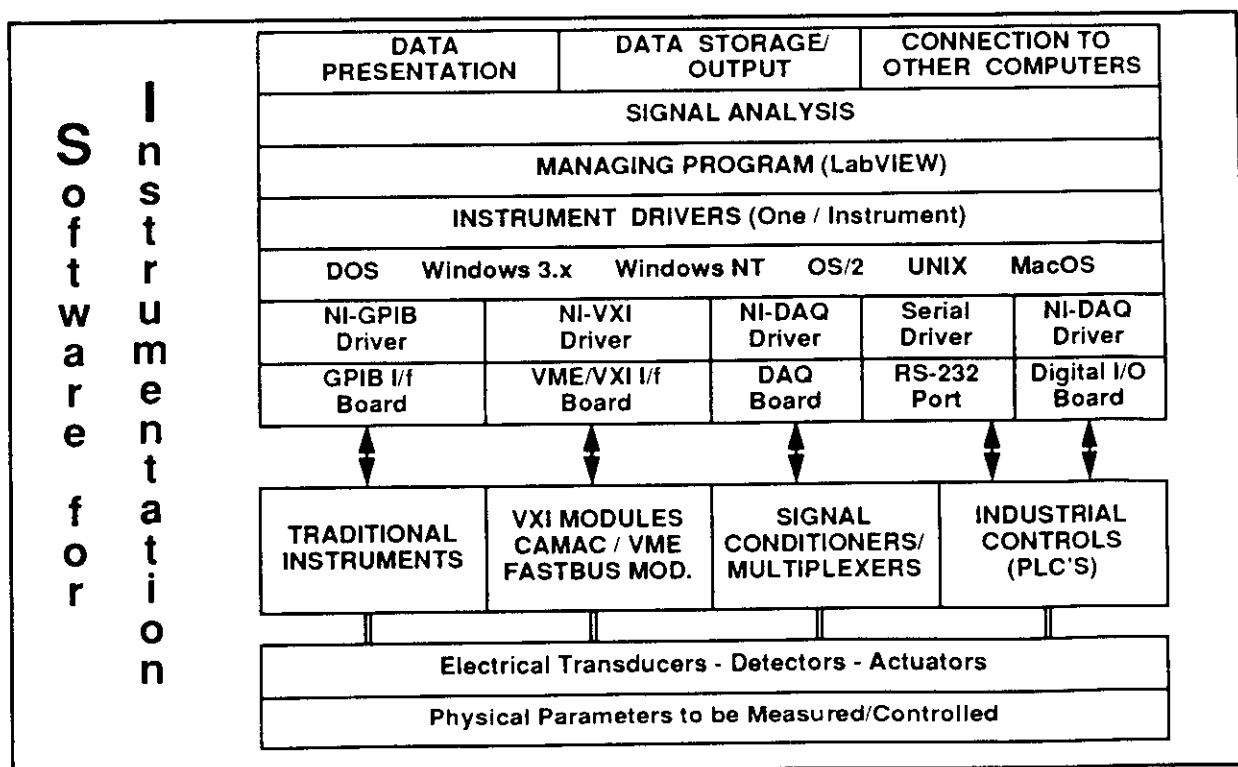 Software for
Instrumentation
DATA PRESENTATION
DATA STORAGE/ OUTPUT
CONNECTION TO OTHER COMPUTERS
SIGNAL ANALYSIS
MANAGING PROGRAM (LabVIEW)
INSTRUMENT DRIVERS (One / Instrument)
DOS Windows 3.x Windows NT OS/2 UNIX MacOS
NI-GPIB Driver
NI-VXI Driver
NI-DAQ Driver
Serial Driver
NI-DAQ Driver
GPIB I/f Board
VME/VXI I/f Board
DAQ Board
RS-232 Port
Digital I/O Board
TRADITIONAL INSTRUMENTS
VXI MODULES
CAMAC / VME
FASTBUS MOD.
SIGNAL
CONDITIONERS/
MULTIPLEXERS
INDUSTRIAL
CONTROLS
(PLC'S)
Electrical Transducers - Detectors - Actuators
Physical Parameters to be Measured/Controlled